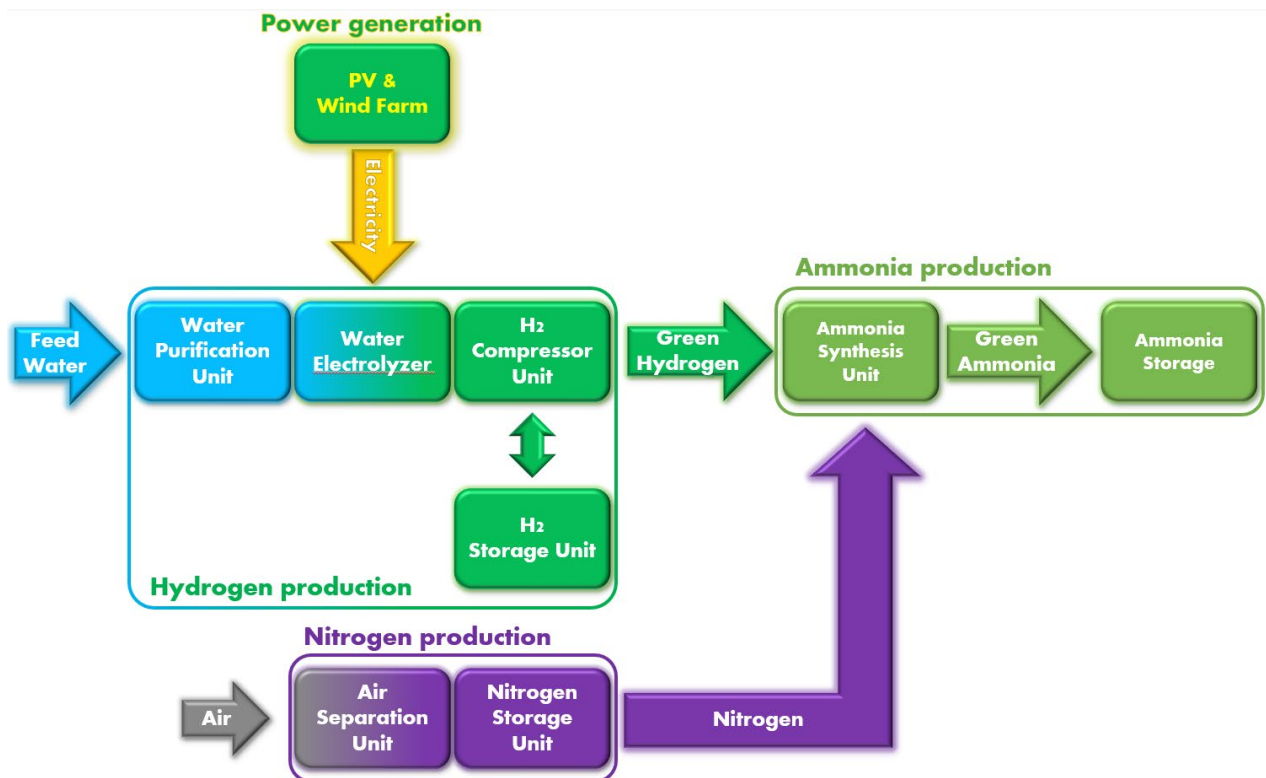 Power generation
PV &
Wind Farm
Electricity
Feed
Water
Water
Purification
Unit
Water
Electrolyzer
H₂
Compressor
Unit
H₂
Storage Unit
Hydrogen production
Green
Hydrogen
Ammonia production
Ammonia
Synthesis
Unit
Green
Ammonia
Ammonia
Storage
Nitrogen production
Air
Air
Separation
Unit
Nitrogen
Storage
Unit
Nitrogen